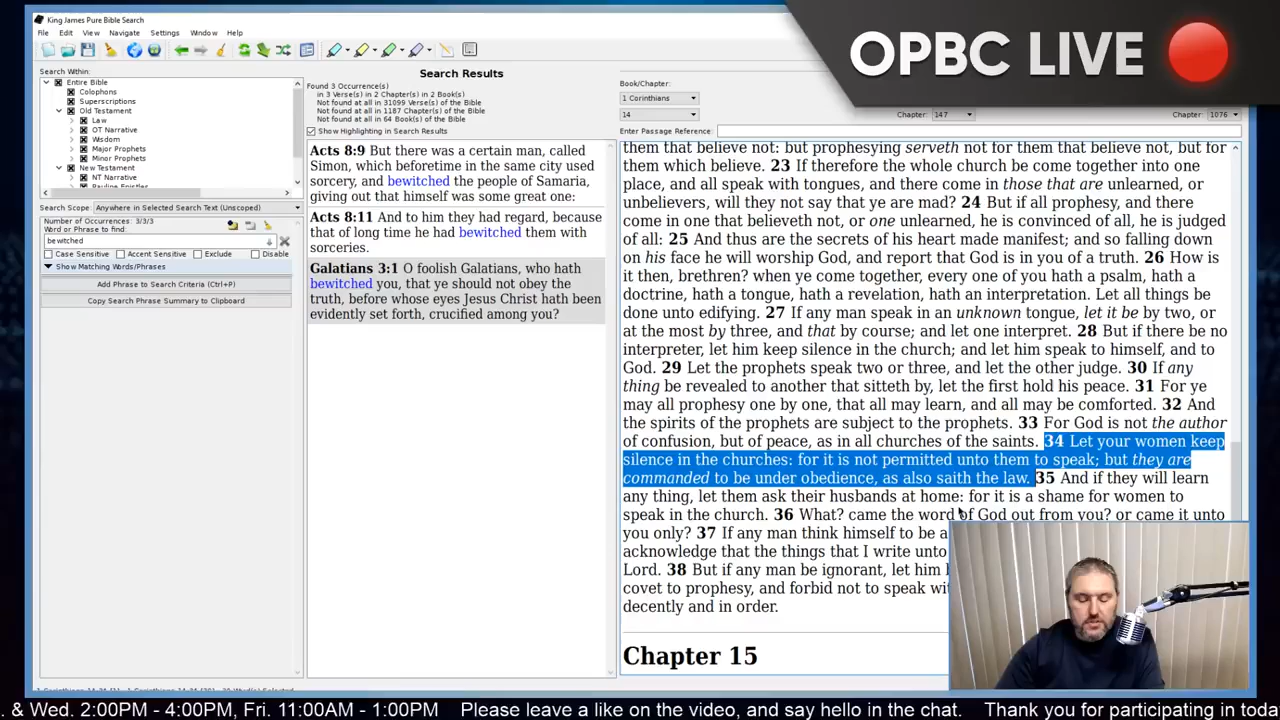 King James Pure Bible Search
File Edit View Navigate Settings Window Help
Search Within:
Entire Bible
Colophons
Superscriptions
Old Testament
Law
OT Narrative
Wisdom
Major Prophets
Minor Prophets
New Testament
NT Narrative
Pauline Epistles
Search Scope: Anywhere in Selected Search Text (Unscoped)
Number of Occurrences: 3/3/3
Word or Phrase to find:
bewitched
Case Sensitive Accent Sensitive Exclude Disable
Show Matching Words/Phrases
Add Phrase to Search Criteria (Ctrl+P)
Copy Search Phrase Summary to Clipboard
Search Results
Found 3 Occurrence(s)
in 3 Verse(s) in 2 Chapter(s) in 2 Book(s)
Not found at all in 31099 Verse(s) of the Bible
Not found at all in 1187 Chapter(s) of the Bible
Not found at all in 64 Book(s) of the Bible
Show Highlighting in Search Results
Acts 8:9 But there was a certain man, called
Simon, which beforetime in the same city used
sorcery, and bewitched the people of Samaria,
giving out that himself was some great one:
Acts 8:11 And to him they had regard, because
that of long time he had bewitched them with
sorceries.
Galatians 3:1 O foolish Galatians, who hath
bewitched you, that ye should not obey the
truth, before whose eyes Jesus Christ hath been
evidently set forth, crucified among you?
OPBC LIVE
Book/Chapter:
1 Corinthians
14
Chapter: 147
Chapter: 1076
Enter Passage Reference:
them that believe not: but prophesying serveth not for them that believe not, but for
them which believe. 23 If therefore the whole church be come together into one
place, and all speak with tongues, and there come in those that are unlearned, or
unbelievers, will they not say that ye are mad? 24 But if all prophesy, and there
come in one that believeth not, or one unlearned, he is convinced of all, he is judged
of all: 25 And thus are the secrets of his heart made manifest; and so falling down
on his face he will worship God, and report that God is in you of a truth. 26 How is
it then, brethren? when ye come together, every one of you hath a psalm, hath a
doctrine, hath a tongue, hath a revelation, hath an interpretation. Let all things be
done unto edifying. 27 If any man speak in an unknown tongue, let it be by two, or
at the most by three, and that by course; and let one interpret. 28 But if there be no
interpreter, let him keep silence in the church; and let him speak to himself, and to
God. 29 Let the prophets speak two or three, and let the other judge. 30 If any
thing be revealed to another that sitteth by, let the first hold his peace. 31 For ye
may all prophesy one by one, that all may learn, and all may be comforted. 32 And
the spirits of the prophets are subject to the prophets. 33 For God is not the author
of confusion, but of peace, as in all churches of the saints. 34 Let your women keep
silence in the churches: for it is not permitted unto them to speak; but they are
commanded to be under obedience, as also saith the law. 35 And if they will learn
any thing, let them ask their husbands at home: for it is a shame for women to
speak in the church. 36 What? came the word of God out from you? or came it unto
you only? 37 If any man think himself to be a
acknowledge that the things that I write unto
Lord. 38 But if any man be ignorant, let him b
covet to prophesy, and forbid not to speak wit
decently and in order.
Chapter 15
. & Wed. 2:00PM - 4:00PM, Fri. 11:00AM - 1:00PM Please leave a like on the video, and say hello in the chat. Thank you for participating in toda